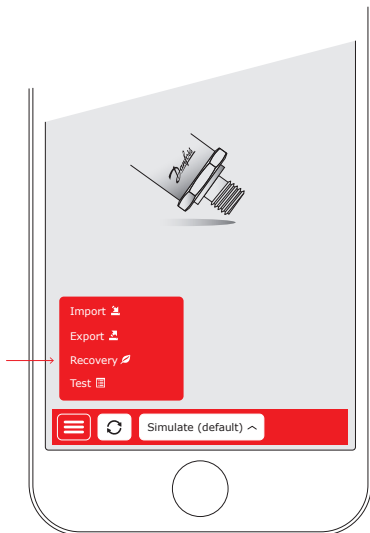 Danfoss
Import
Export
Recovery
Test
Simulate (default)